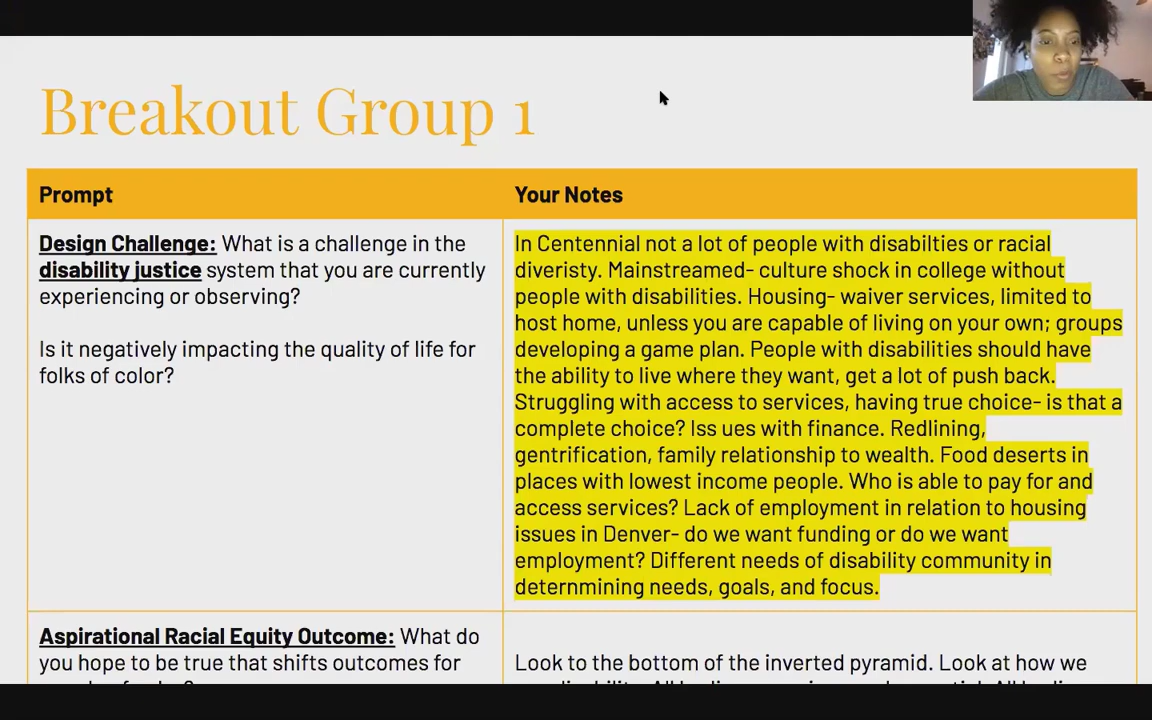 Breakout Group 1
Prompt
Your Notes
Design Challenge: What is a challenge in the
disability justice system that you are currently
experiencing or observing?
Is it negatively impacting the quality of life for
folks of color?
In Centennial not a lot of people with disabilties or racial
diveristy. Mainstreamed- culture shock in college without
people with disabilities. Housing- waiver services, limited to
host home, unless you are capable of living on your own; groups
developing a game plan. People with disabilities should have
the ability to live where they want, get a lot of push back.
Struggling with access to services, having true choice- is that a
complete choice? Iss ues with finance. Redlining,
gentrification, family relationship to wealth. Food deserts in
places with lowest income people. Who is able to pay for and
access services? Lack of employment in relation to housing
issues in Denver- do we want funding or do we want
employment? Different needs of disability community in
deternmining needs, goals, and focus.
Aspirational Racial Equity Outcome: What do
you hope to be true that shifts outcomes for
Look to the bottom of the inverted pyramid. Look at how we